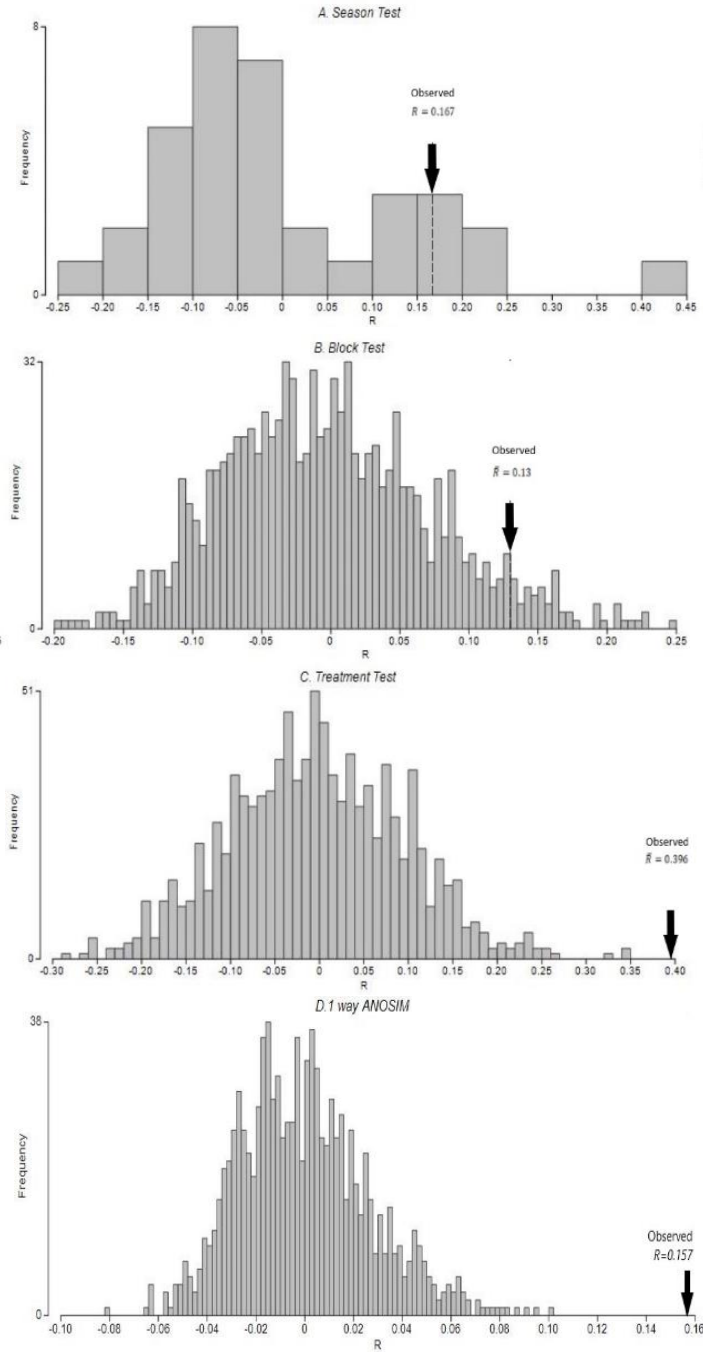 A. Season Test
8
Frequency
0
Observed
R̄ = 0.167
-0.25 -0.20 -0.15 -0.10 -0.05 0 0.05 0.10 0.15 0.20 0.25 0.30 0.35 0.40 0.45
R
B. Block Test
32
Frequency
0
Observed
R̄ = 0.13
-0.20 -0.15 -0.10 -0.05 0 0.05 0.10 0.15 0.20 0.25
R
C. Treatment Test
51
Frequency
0
Observed
R̄ = 0.396
-0.30 -0.25 -0.20 -0.15 -0.10 -0.05 0 0.05 0.10 0.15 0.20 0.25 0.30 0.35 0.40
R
D.1 way ANOSIM
38
Frequency
0
Observed
R=0.157
-0.10 -0.08 -0.06 -0.04 -0.02 0 0.02 0.04 0.06 0.08 0.10 0.12 0.14 0.16
R